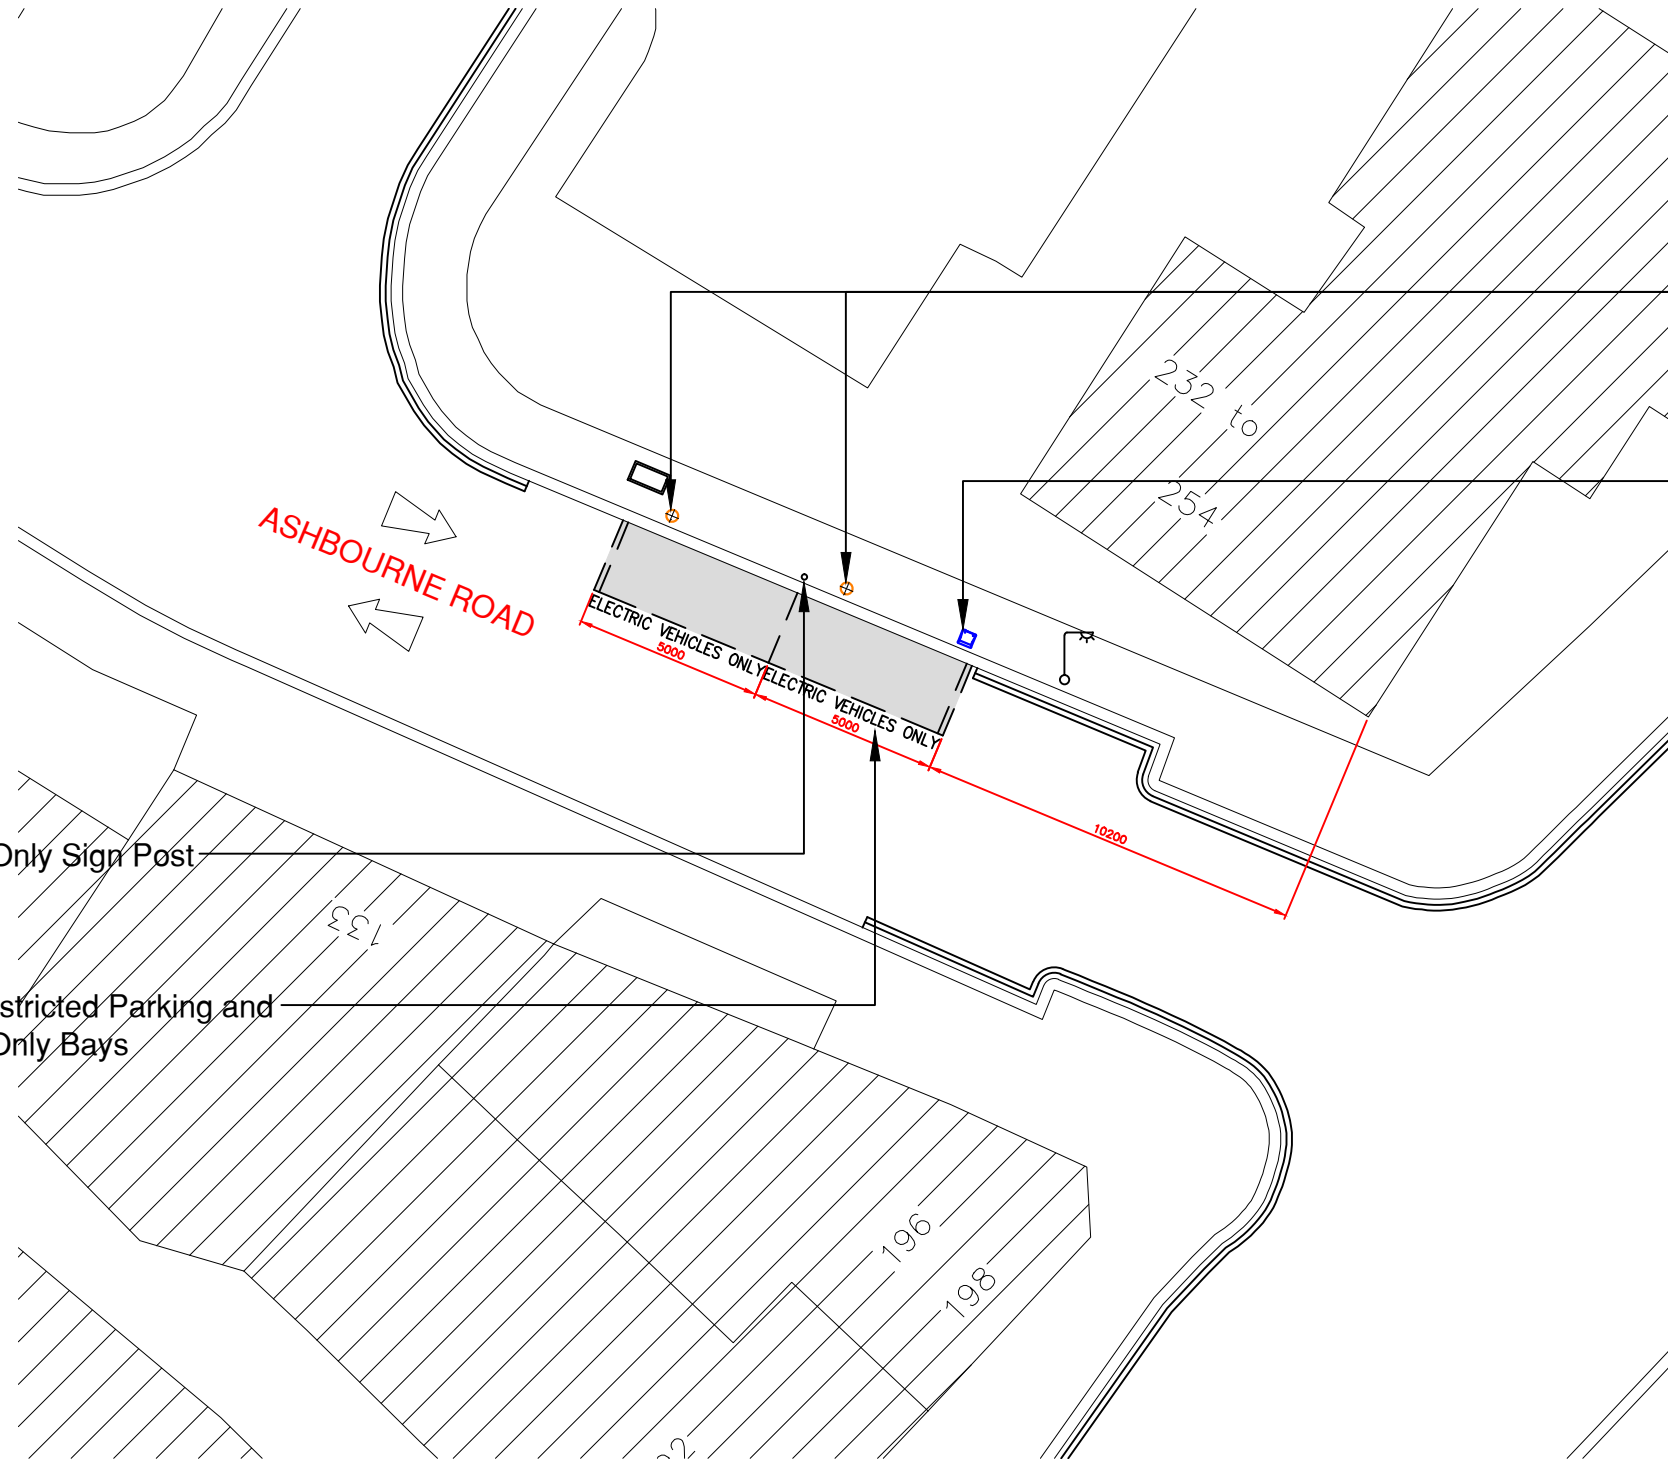 232 to
254
ASHBOURNE ROAD
ELECTRIC VEHICLES ONLY
5000
ELECTRIC VEHICLES ONLY
5000
10200
Only Sign Post
133
stricted Parking and
Only Bays
196
198